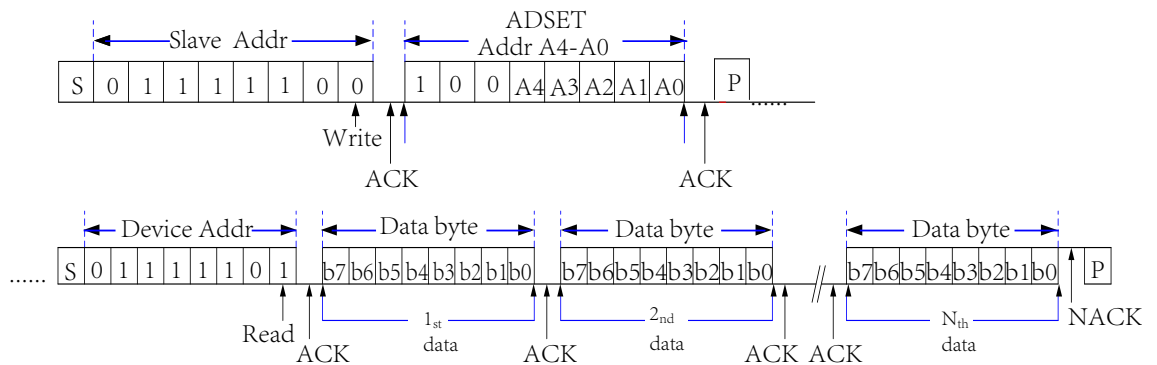 Slave Addr
ADSET
Addr A4-A0
S 0 1 1 1 1 1 0 0 1 0 0 A4 A3 A2 A1 A0 P ......
Write
ACK ACK
Device Addr Data byte Data byte Data byte
...... S 0 1 1 1 1 1 0 1 b7 b6 b5 b4 b3 b2 b1 b0 b7 b6 b5 b4 b3 b2 b1 b0 // b7 b6 b5 b4 b3 b2 b1 b0 P
Read 1st 2nd Nth NACK
ACK data ACK data ACK ACK data